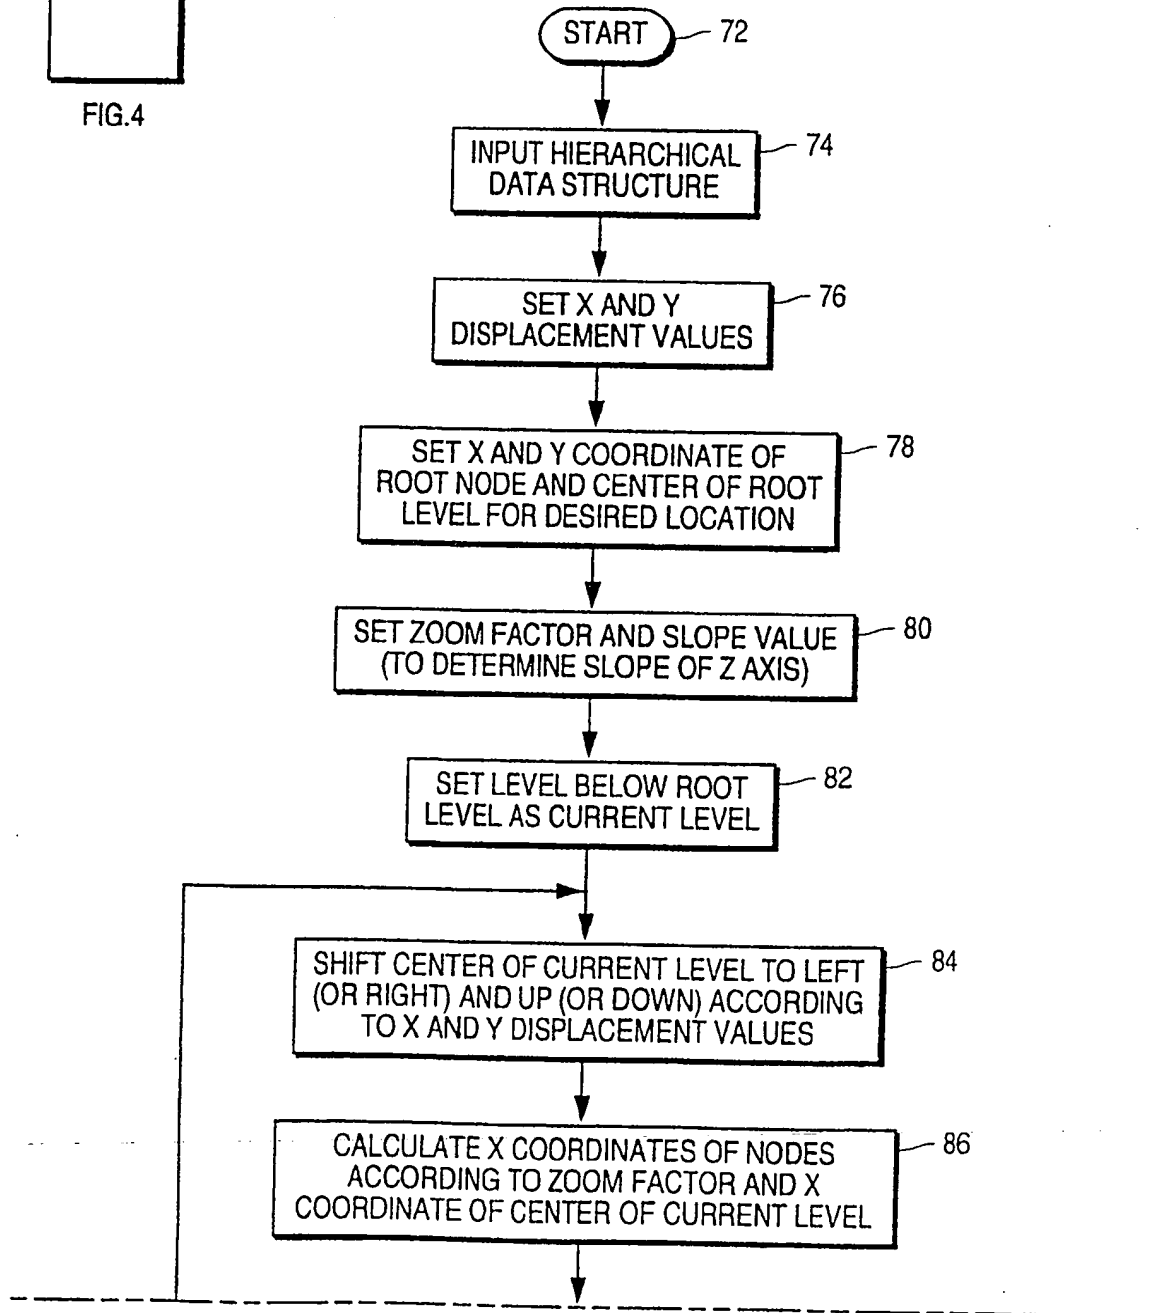 START
72
FIG.4
INPUT HIERARCHICAL
DATA STRUCTURE
74
SET X AND Y
DISPLACEMENT VALUES
76
SET X AND Y COORDINATE OF
ROOT NODE AND CENTER OF ROOT
LEVEL FOR DESIRED LOCATION
78
SET ZOOM FACTOR AND SLOPE VALUE
(TO DETERMINE SLOPE OF Z AXIS)
80
SET LEVEL BELOW ROOT
LEVEL AS CURRENT LEVEL
82
SHIFT CENTER OF CURRENT LEVEL TO LEFT
(OR RIGHT) AND UP (OR DOWN) ACCORDING
TO X AND Y DISPLACEMENT VALUES
84
CALCULATE X COORDINATES OF NODES
ACCORDING TO ZOOM FACTOR AND X
COORDINATE OF CENTER OF CURRENT LEVEL
86